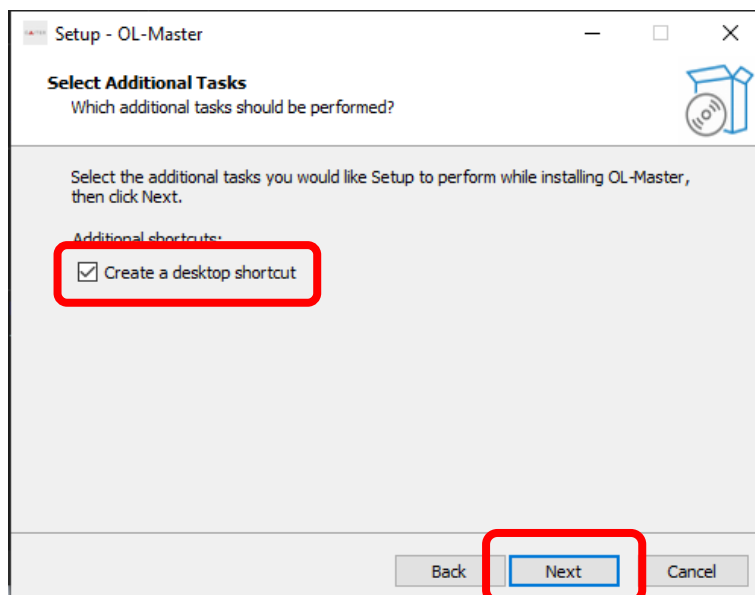 Setup - OL-Master
Select Additional Tasks
Which additional tasks should be performed?
Select the additional tasks you would like Setup to perform while installing OL-Master,
then click Next.
Additional shortcuts:
Create a desktop shortcut
Back
Next
Cancel